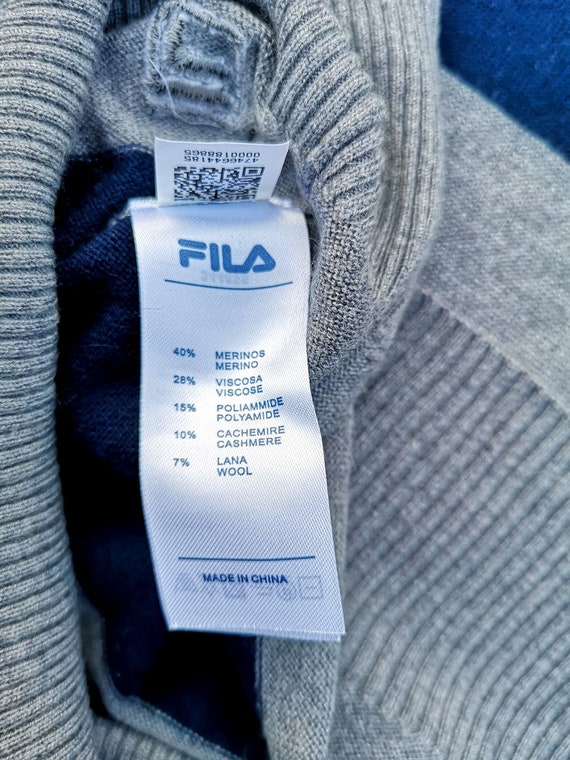 4746644185
0000188865
FILA
40% MERINOS
MERINO
28% VISCOSA
VISCOSE
15% POLIAMMIDE
POLYAMIDE
10% CACHEMIRE
CASHMERE
7% LANA
WOOL
MADE IN CHINA